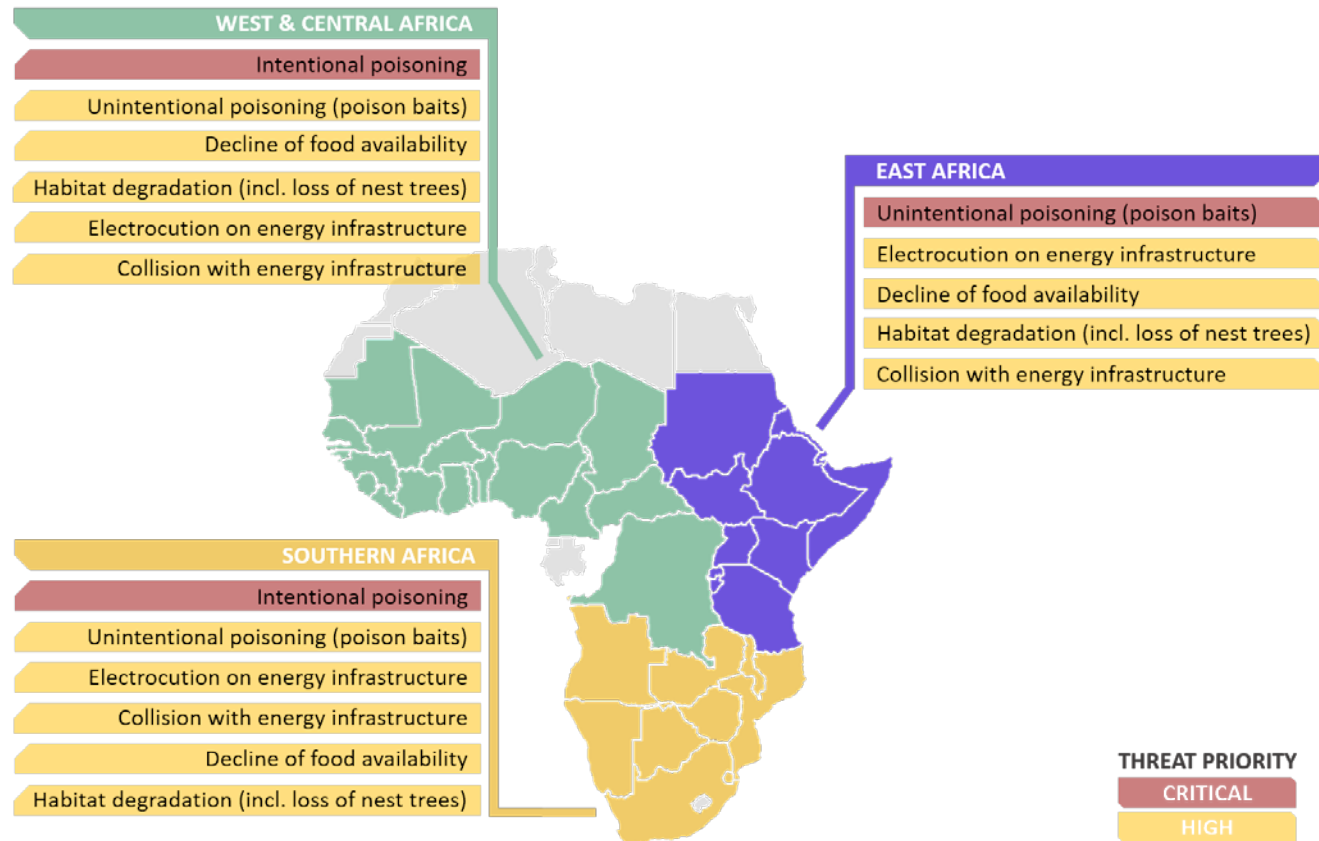 WEST & CENTRAL AFRICA
Intentional poisoning
Unintentional poisoning (poison baits)
Decline of food availability
Habitat degradation (incl. loss of nest trees)
Electrocution on energy infrastructure
Collision with energy infrastructure
EAST AFRICA
Unintentional poisoning (poison baits)
Electrocution on energy infrastructure
Decline of food availability
Habitat degradation (incl. loss of nest trees)
Collision with energy infrastructure
SOUTHERN AFRICA
Intentional poisoning
Unintentional poisoning (poison baits)
Electrocution on energy infrastructure
Collision with energy infrastructure
Decline of food availability
Habitat degradation (incl. loss of nest trees)
THREAT PRIORITY
CRITICAL
HIGH